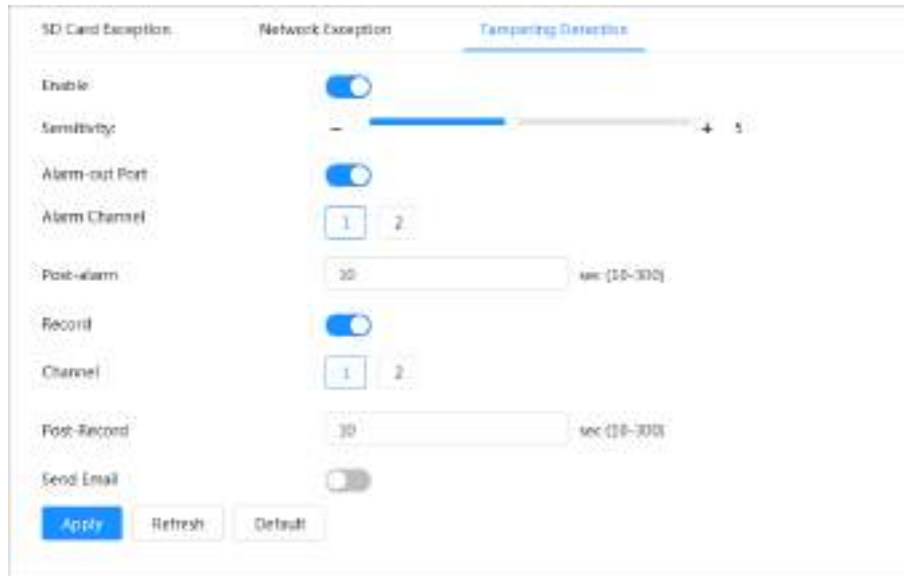 SD Card Exception Network Exception Tampering Detection
Enable
Sensitivity: - + 5
Alarm-out Port
Alarm Channel 1 2
Post-alarm 10 sec (10-300)
Record
Channel 1 2
Post-Record 10 sec (10-300)
Send Email
Apply Refresh Default